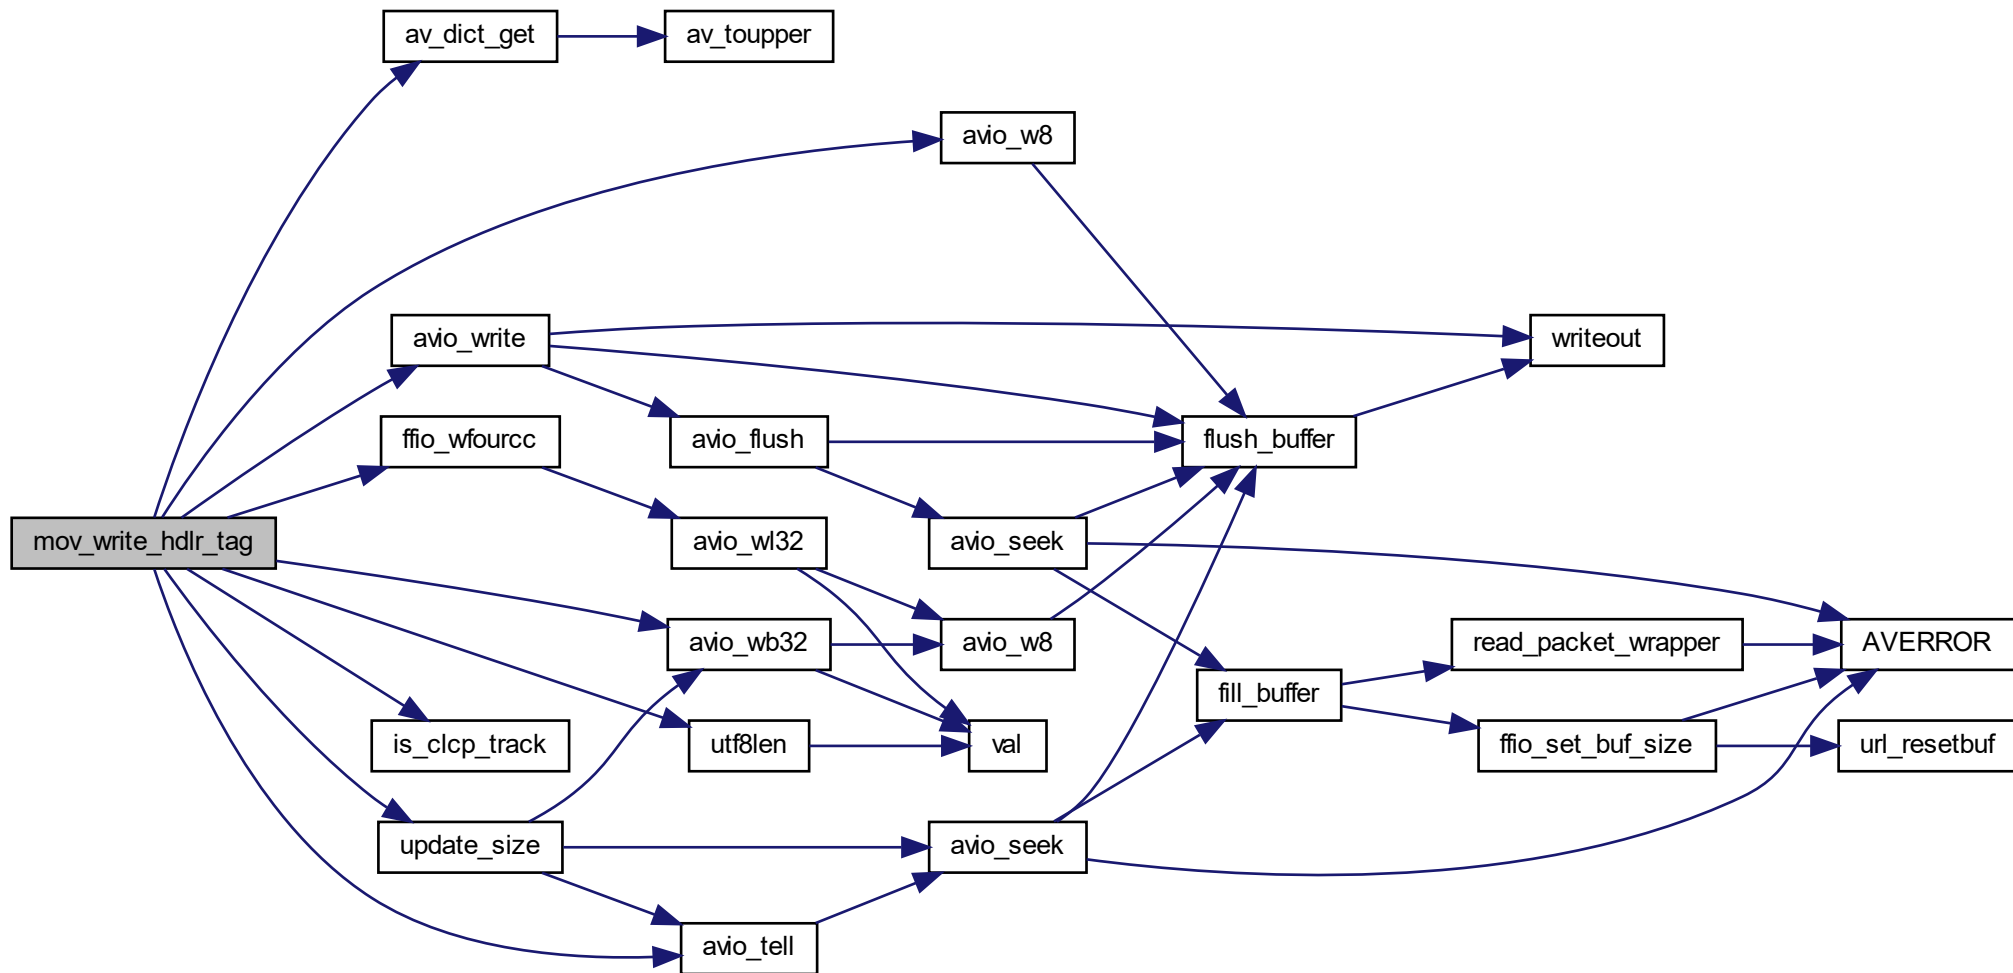 av_dict_get
av_toupper
avio_w8
avio_write
writeout
ffio_wfourcc
avio_flush
flush_buffer
mov_write_hdlr_tag
avio_wl32
avio_seek
avio_wb32
avio_w8
read_packet_wrapper
AVERROR
fill_buffer
is_clcp_track
utf8len
val
ffio_set_buf_size
url_resetbuf
update_size
avio_seek
avio_tell